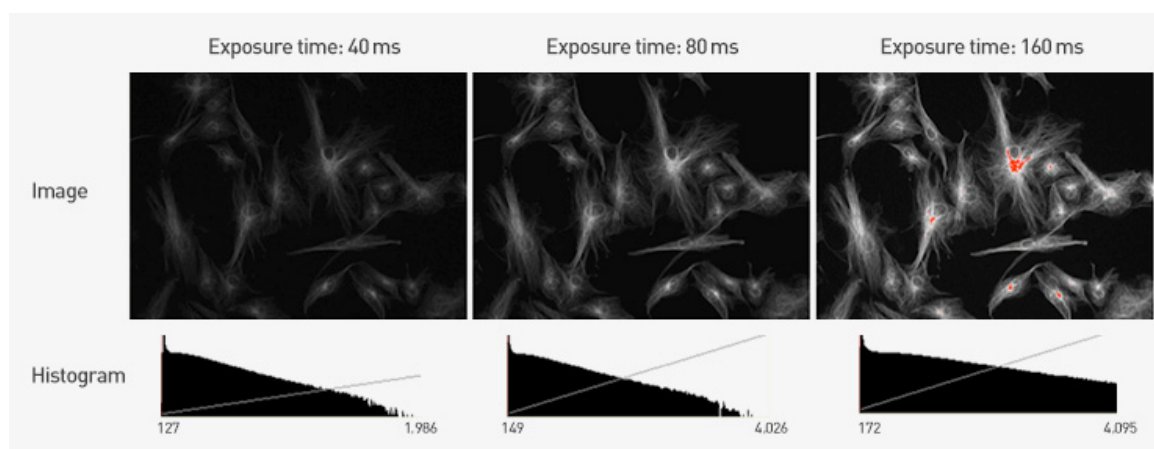 Exposure time: 40 ms
Exposure time: 80 ms
Exposure time: 160 ms
Image
Histogram
127
1.986
149
4.026
172
4.095